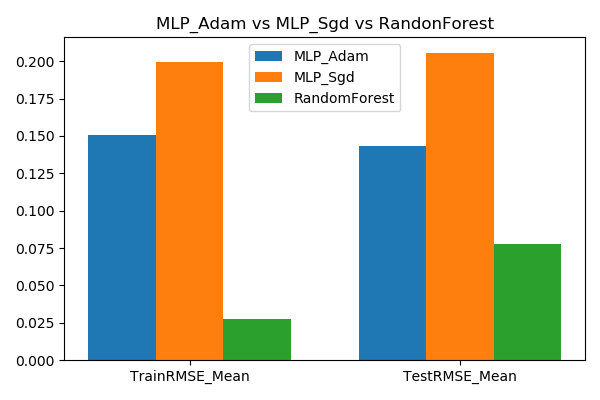 MLP_Adam vs MLP_Sgd vs RandonForest
MLP_Adam
MLP_Sgd
RandomForest
0.200
0.175
0.150
0.125
0.100
0.075
0.050
0.025
0.000
TrainRMSE_Mean
TestRMSE_Mean